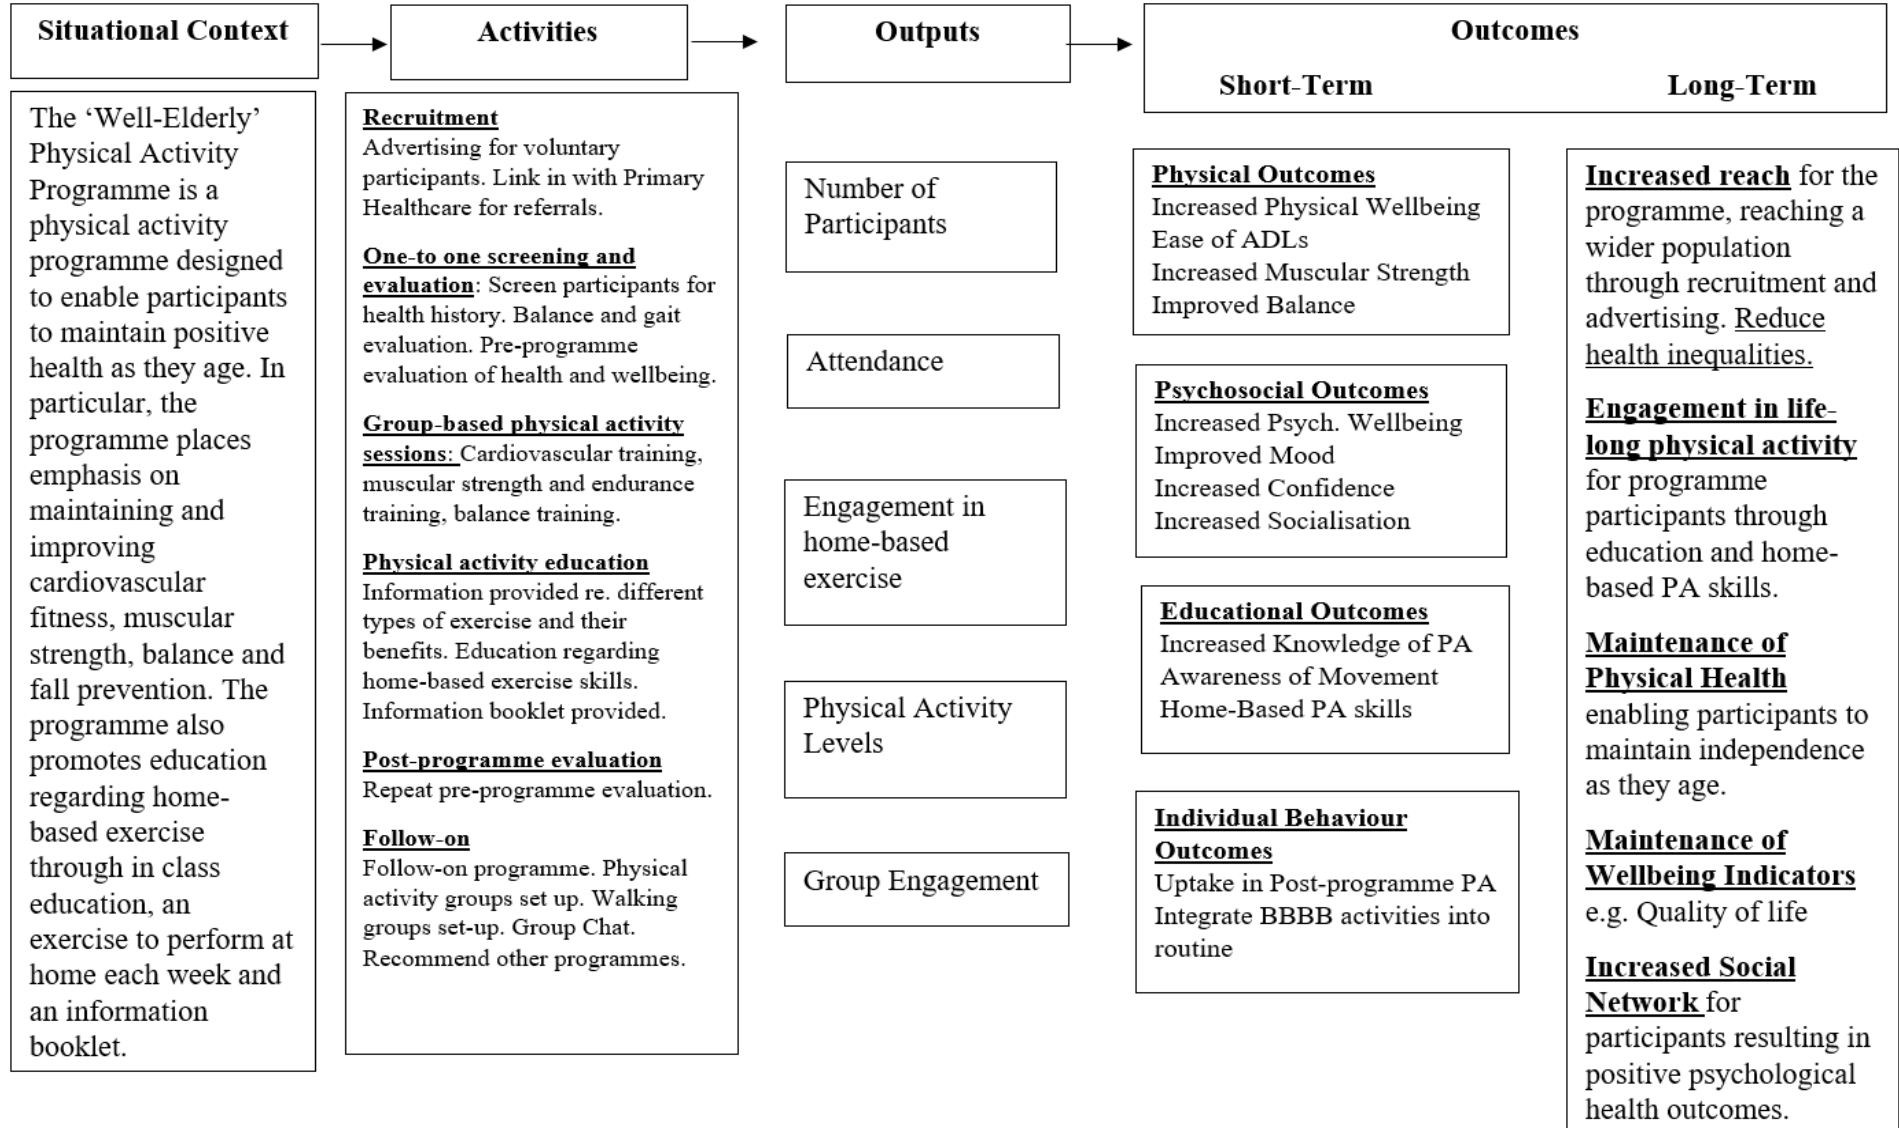 Situational Context
Activities
Outputs
Outcomes
Short-Term
Long-Term
The ‘Well-Elderly’
Physical Activity
Programme is a
physical activity
programme designed
to enable participants
to maintain positive
health as they age. In
particular, the
programme places
emphasis on
maintaining and
improving
cardiovascular
fitness, muscular
strength, balance and
fall prevention. The
programme also
promotes education
regarding home-
based exercise
through in class
education, an
exercise to perform at
home each week and
an information
booklet.
Recruitment
Advertising for voluntary
participants. Link in with Primary
Healthcare for referrals.
One-to one screening and
evaluation: Screen participants for
health history. Balance and gait
evaluation. Pre-programme
evaluation of health and wellbeing.
Group-based physical activity
sessions: Cardiovascular training,
muscular strength and endurance
training, balance training.
Physical activity education
Information provided re. different
types of exercise and their
benefits. Education regarding
home-based exercise skills.
Information booklet provided.
Post-programme evaluation
Repeat pre-programme evaluation.
Follow-on
Follow-on programme. Physical
activity groups set up. Walking
groups set-up. Group Chat.
Recommend other programmes.
Number of
Participants
Attendance
Engagement in
home-based
exercise
Physical Activity
Levels
Group Engagement
Physical Outcomes
Increased Physical Wellbeing
Ease of ADLs
Increased Muscular Strength
Improved Balance
Psychosocial Outcomes
Increased Psych. Wellbeing
Improved Mood
Increased Confidence
Increased Socialisation
Educational Outcomes
Increased Knowledge of PA
Awareness of Movement
Home-Based PA skills
Individual Behaviour
Outcomes
Uptake in Post-programme PA
Integrate BBBB activities into
routine
Increased reach for the
programme, reaching a
wider population
through recruitment and
advertising. Reduce
health inequalities.
Engagement in life-
long physical activity
for programme
participants through
education and home-
based PA skills.
Maintenance of
Physical Health
enabling participants to
maintain independence
as they age.
Maintenance of
Wellbeing Indicators
e.g. Quality of life
Increased Social
Network for
participants resulting in
positive psychological
health outcomes.